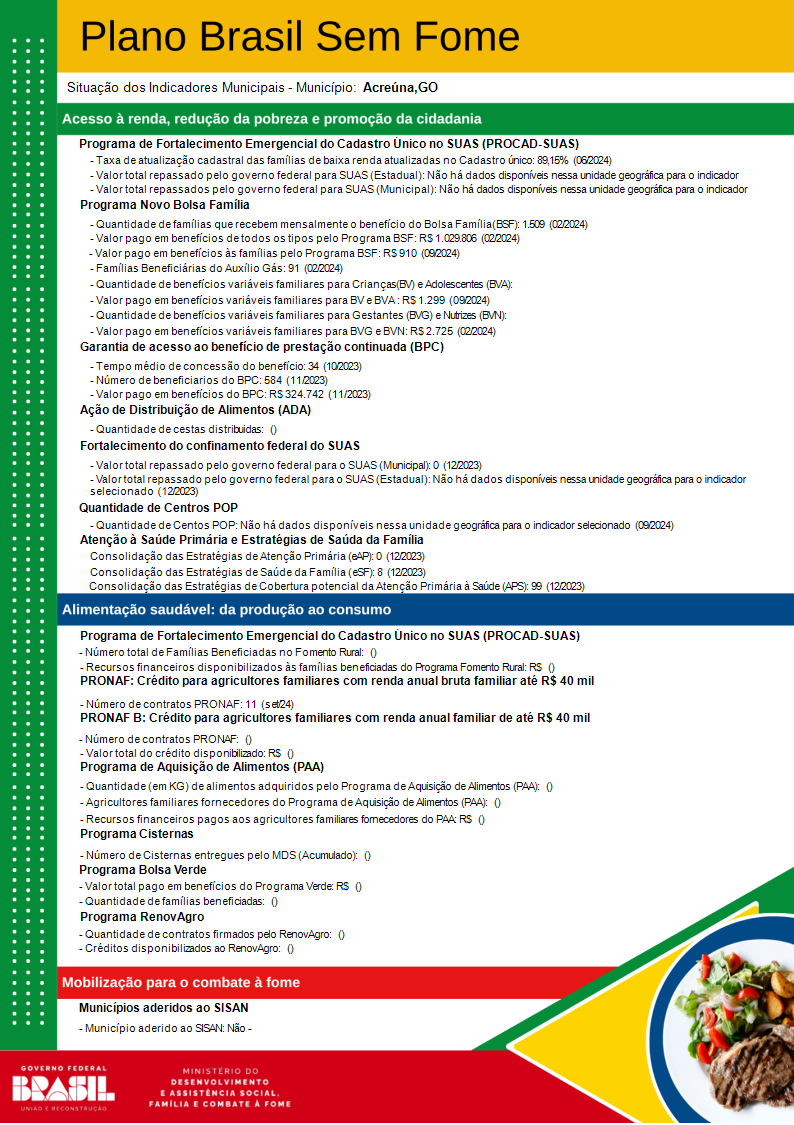 Plano Brasil Sem Fome
Situação dos Indicadores Municipais - Município: Acreúna,GO
Acesso à renda, redução da pobreza e promoção da cidadania
Programa de Fortalecimento Emergencial do Cadastro Único no SUAS (PROCAD-SUAS)
- Taxa de atualização cadastral das famílias de baixa renda atualizadas no Cadastro único: 89,15% (06/2024)
- Valor total repassado pelo governo federal para SUAS (Estadual): Não há dados disponíveis nessa unidade geográfica para o indicador
- Valor total repassados pelo governo federal para SUAS (Municipal): Não há dados disponíveis nessa unidade geográfica para o indicador
Programa Novo Bolsa Família
- Quantidade de famílias que recebem mensalmente o benefício do Bolsa Família(BSF): 1.509 (02/2024)
- Valor pago em benefícios de todos os tipos pelo Programa BSF: R$ 1.029.806 (02/2024)
- Valor pago em benefícios às famílias pelo Programa BSF: R$ 910 (09/2024)
- Famílias Beneficiárias do Auxílio Gás: 91 (02/2024)
- Quantidade de benefícios variáveis familiares para Crianças(BV) e Adolescentes (BVA):
- Valor pago em benefícios variáveis familiares para BV e BVA : R$ 1.299 (09/2024)
- Quantidade de benefícios variáveis familiares para Gestantes (BVG) e Nutrizes (BVN):
- Valor pago em benefícios variáveis familiares para BVG e BVN: R$ 2.725 (02/2024)
Garantia de acesso ao benefício de prestação continuada (BPC)
- Tempo médio de concessão do benefício: 34 (10/2023)
- Número de beneficiarios do BPC: 584 (11/2023)
- Valor pago em benefícios do BPC: R$ 324.742 (11/2023)
Ação de Distribuição de Alimentos (ADA)
- Quantidade de cestas distribuidas: ()
Fortalecimento do confinamento federal do SUAS
- Valor total repassado pelo governo federal para o SUAS (Municipal): 0 (12/2023)
- Valor total repassado pelo governo federal para o SUAS (Estadual): Não há dados disponíveis nessa unidade geográfica para o indicador
selecionado (12/2023)
Quantidade de Centros POP
- Quantidade de Centos POP: Não há dados disponíveis nessa unidade geográfica para o indicador selecionado (09/2024)
Atenção à Saúde Primária e Estratégias de Saúda da Família
Consolidação das Estratégias de Atenção Primária (eAP): 0 (12/2023)
Consolidação das Estratégias de Saúde da Família (eSF): 8 (12/2023)
Consolidação das Estratégias de Cobertura potencial da Atenção Primária à Saúde (APS): 99 (12/2023)
Alimentação saudável: da produção ao consumo
Programa de Fortalecimento Emergencial do Cadastro Único no SUAS (PROCAD-SUAS)
- Número total de Famílias Beneficiadas no Fomento Rural: ()
- Recursos financeiros disponibilizados às famílias beneficiadas do Programa Fomento Rural: R$ ()
PRONAF: Crédito para agricultores familiares com renda anual bruta familiar até R$ 40 mil
- Número de contratos PRONAF: 11 (set/24)
PRONAF B: Crédito para agricultores familiares com renda anual familiar de até R$ 40 mil
- Número de contratos PRONAF: ()
- Valor total do crédito disponibilizado: R$ ()
Programa de Aquisição de Alimentos (PAA)
- Quantidade (em KG) de alimentos adquiridos pelo Programa de Aquisição de Alimentos (PAA): ()
- Agricultores familiares fornecedores do Programa de Aquisição de Alimentos (PAA): ()
- Recursos financeiros pagos aos agricultores familiares fornecedores do PAA: R$ ()
Programa Cisternas
- Número de Cisternas entregues pelo MDS (Acumulado): ()
Programa Bolsa Verde
- Valor total pago em benefícios do Programa Verde: R$ ()
- Quantidade de famílias beneficiadas: ()
Programa RenovAgro
- Quantidade de contratos firmados pelo RenovAgro: ()
- Créditos disponibilizados ao RenovAgro: ()
Mobilização para o combate à fome
Municípios aderidos ao SISAN
- Município aderido ao SISAN: Não -
GOVERNO FEDERAL
BRASIL
UNIÃO E RECONSTRUÇÃO
MINISTÉRIO DO
DESENVOLVIMENTO
E ASSISTÊNCIA SOCIAL,
FAMÍLIA E COMBATE À FOME